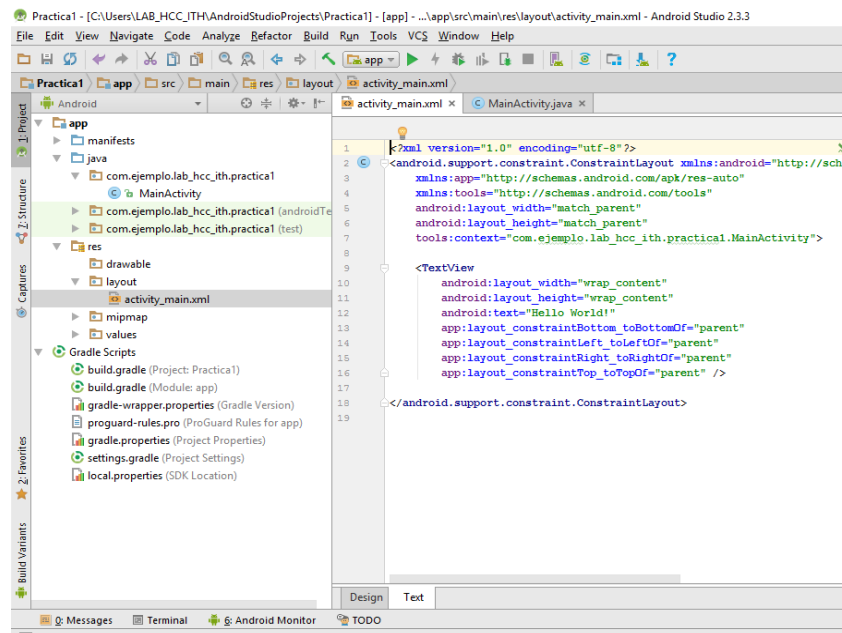 Practica1 - [C:\Users\LAB_HCC_ITH\AndroidStudioProjects\Practica1] - [app] - ...\app\src\main\res\layout\activity_main.xml - Android Studio 2.3.3
File Edit View Navigate Code Analyze Refactor Build Run Tools VCS Window Help
app
Practica1 app src main res layout activity_main.xml
Android
activity_main.xml
MainActivity.java
1: Project
7: Structure
Captures
2: Favorites
Build Variants
app
manifests
java
com.ejemplo.lab_hcc_ith.practica1
MainActivity
com.ejemplo.lab_hcc_ith.practica1 (androidTe
com.ejemplo.lab_hcc_ith.practica1 (test)
res
drawable
layout
activity_main.xml
mipmap
values
Gradle Scripts
build.gradle (Project: Practica1)
build.gradle (Module: app)
gradle-wrapper.properties (Gradle Version)
proguard-rules.pro (ProGuard Rules for app)
gradle.properties (Project Properties)
settings.gradle (Project Settings)
local.properties (SDK Location)
1 <?xml version="1.0" encoding="utf-8"?>
2 <android.support.constraint.ConstraintLayout xmlns:android="http://sch
3 xmlns:app="http://schemas.android.com/apk/res-auto"
4 xmlns:tools="http://schemas.android.com/tools"
5 android:layout_width="match_parent"
6 android:layout_height="match_parent"
7 tools:context="com.ejemplo.lab_hcc_ith.practica1.MainActivity">
8
9 <TextView
10 android:layout_width="wrap_content"
11 android:layout_height="wrap_content"
12 android:text="Hello World!"
13 app:layout_constraintBottom_toBottomOf="parent"
14 app:layout_constraintLeft_toLeftOf="parent"
15 app:layout_constraintRight_toRightOf="parent"
16 app:layout_constraintTop_toTopOf="parent" />
17
18 </android.support.constraint.ConstraintLayout>
19
Design Text
0: Messages Terminal 6: Android Monitor TODO